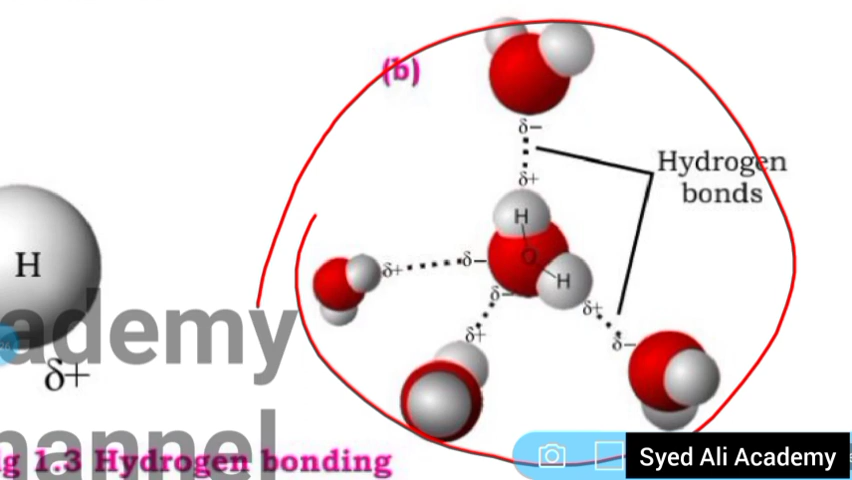 (b)
δ−
δ+
Hydrogen
bonds
H
O
H
δ+
δ−
δ−
δ+
δ+
δ−
H
δ+
ademy
hannel
g 1.3 Hydrogen bonding
Syed Ali Academy